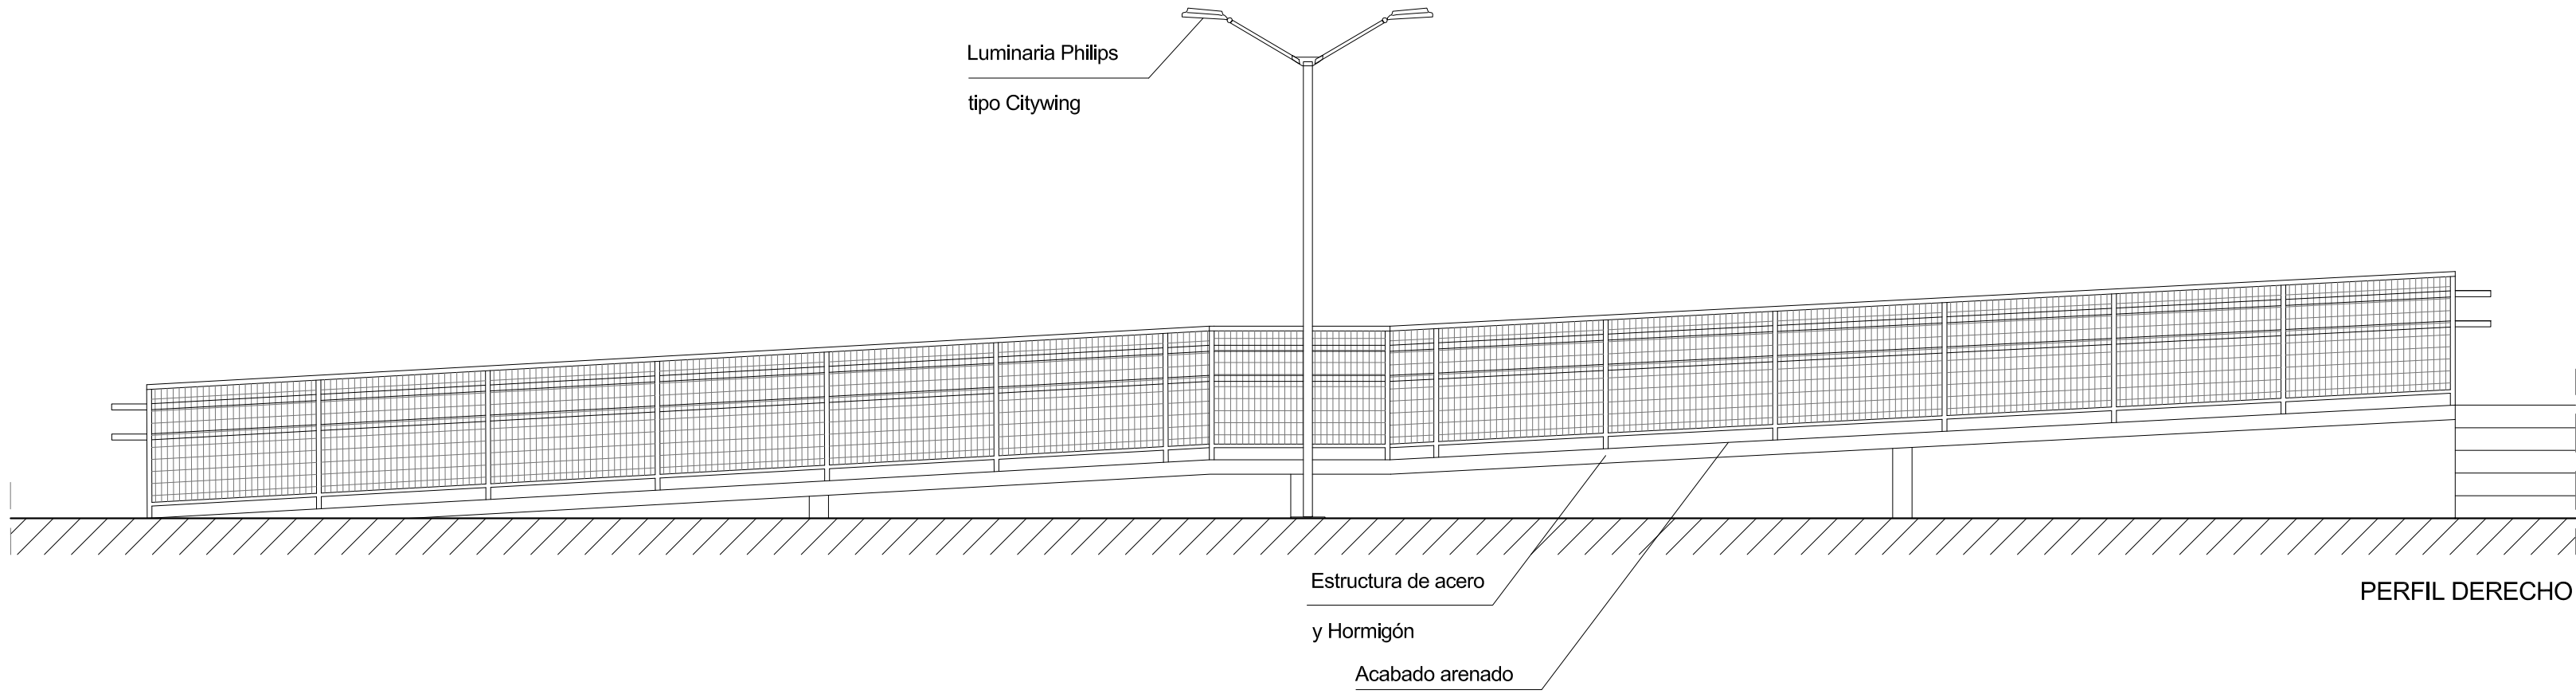 Luminaria Philips
tipo Citywing
Estructura de acero
y Hormigón
Acabado arenado
PERFIL DERECHO